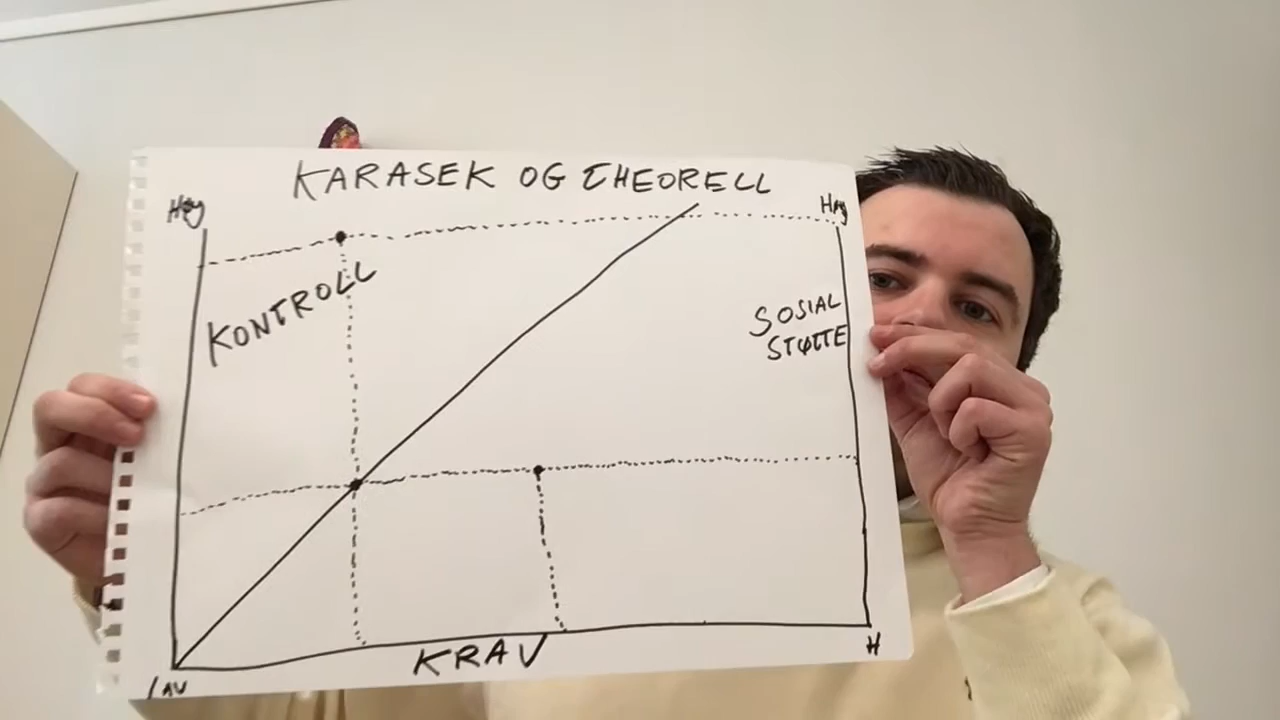 KARASEK OG THEORELL
Høy
Høy
KONTROLL
SOSIAL
STØTTE
KRAV
H
LAV